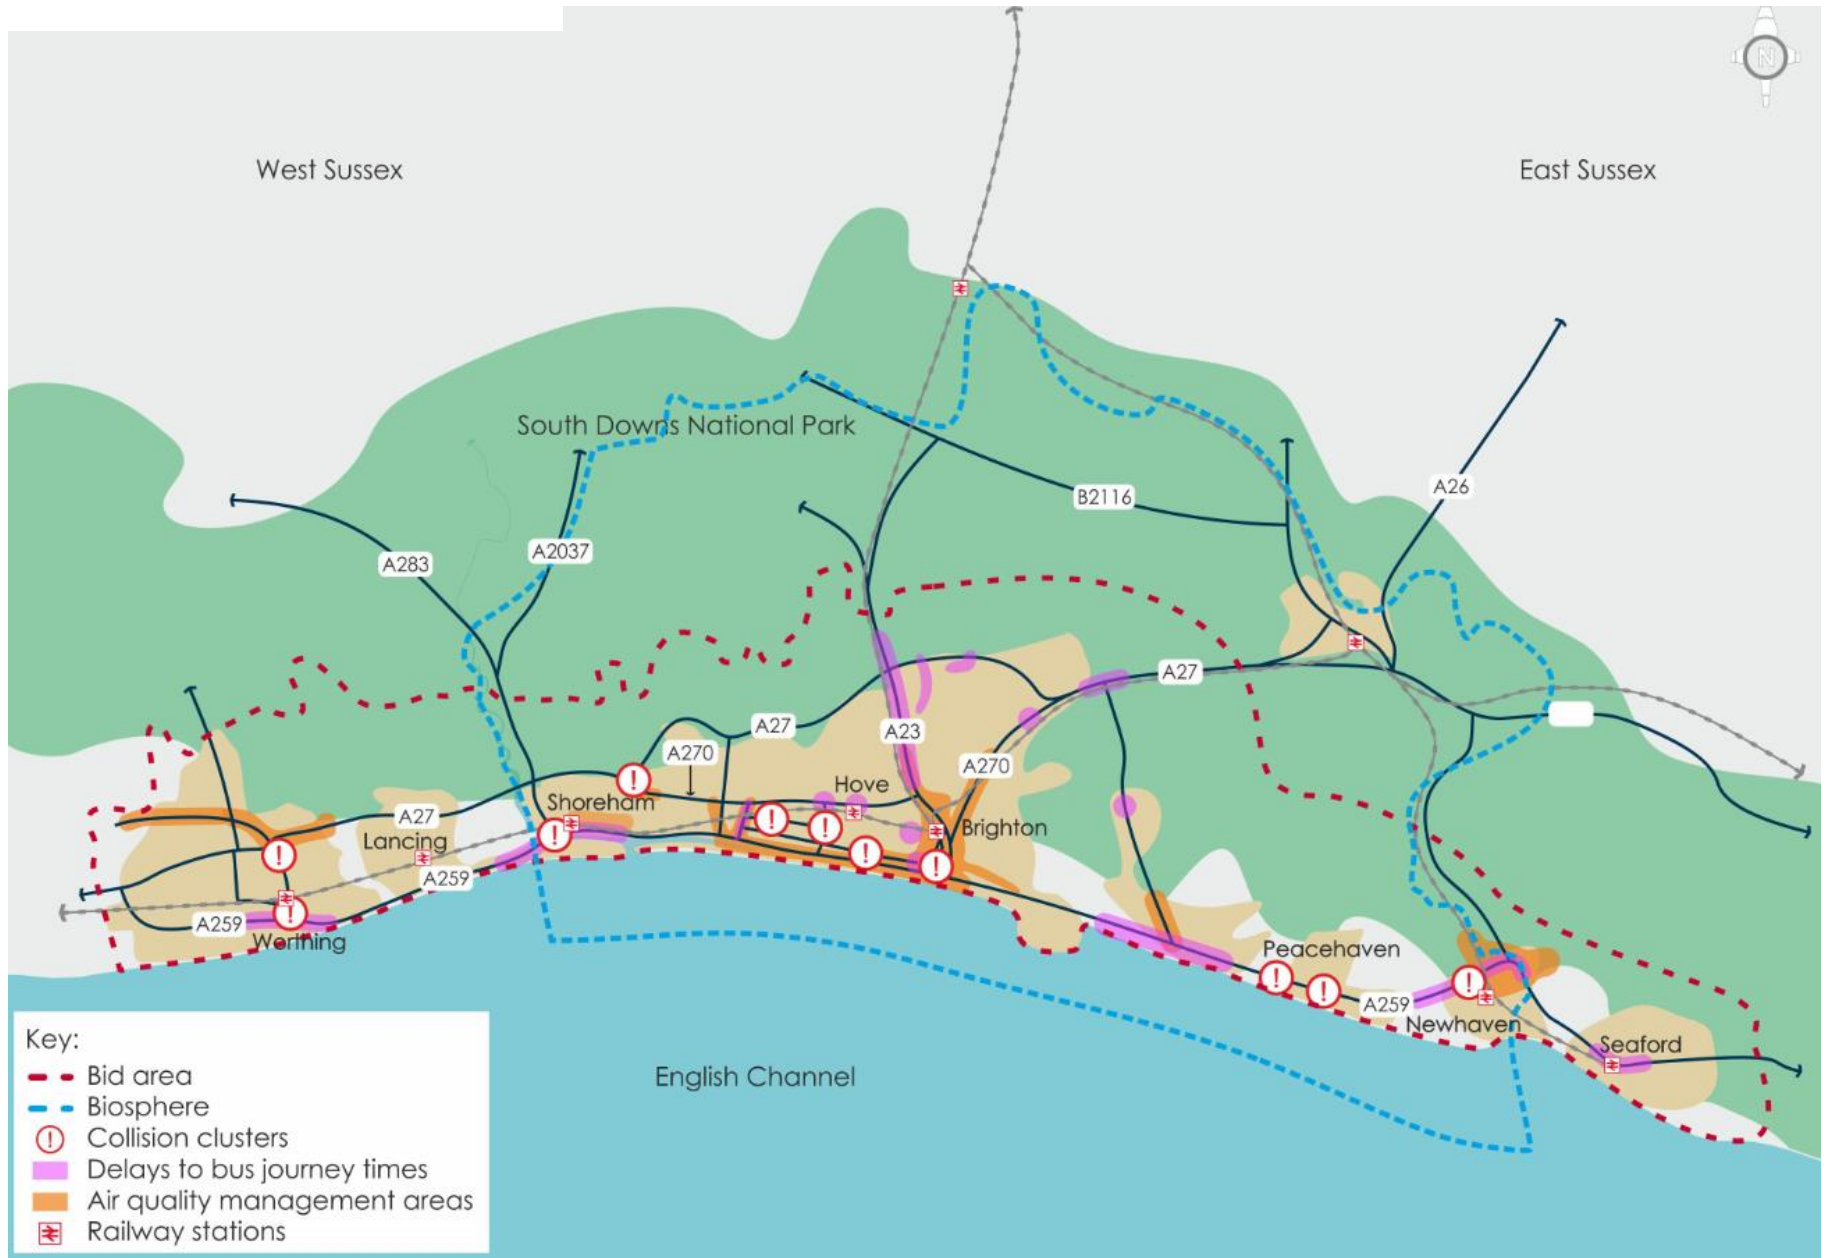 N
West Sussex
East Sussex
South Downs National Park
A26
B2116
A2037
A283
A27
A27
A23
A270
A270
Hove
Shoreham
A27
Brighton
Lancing
A259
A259
Worthing
Peacehaven
A259
Newhaven
Seaford
English Channel
Key:
Bid area
Biosphere
Collision clusters
Delays to bus journey times
Air quality management areas
Railway stations